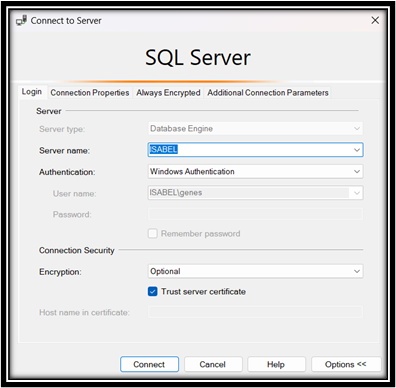 Connect to Server
SQL Server
Login Connection Properties Always Encrypted Additional Connection Parameters
Server
Server type: Database Engine
Server name: ISABEL
Authentication: Windows Authentication
User name: ISABEL\genes
Password:
Remember password
Connection Security
Encryption: Optional
Trust server certificate
Host name in certificate:
Connect Cancel Help Options <<